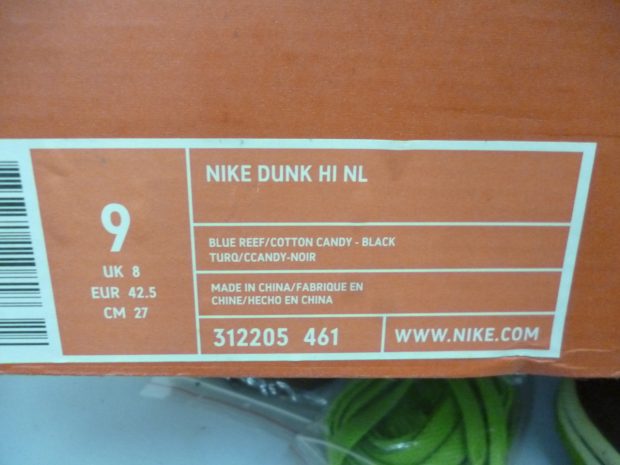 NIKE DUNK HI NL
9
UK 8
EUR 42.5
CM 27
BLUE REEF/COTTON CANDY - BLACK
TURQ/CCANDY-NOIR
MADE IN CHINA/FABRIQUE EN
CHINE/HECHO EN CHINA
312205 461
WWW.NIKE.COM